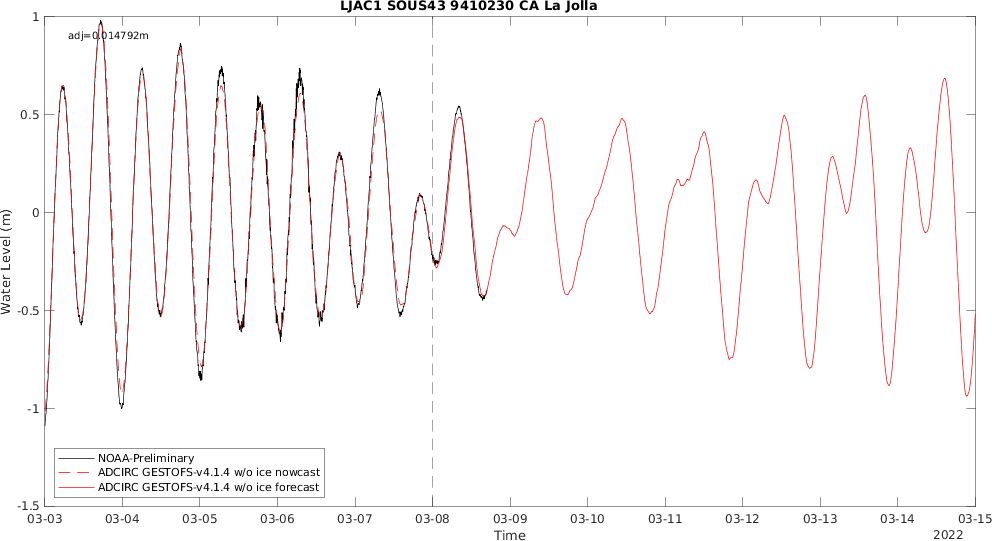 LJAC1 SOUS43 9410230 CA La Jolla
adj=0.014792m
1
0.5
0
-0.5
-1
-1.5
Water Level (m)
NOAA-Preliminary
ADCIRC GESTOFS-v4.1.4 w/o ice nowcast
ADCIRC GESTOFS-v4.1.4 w/o ice forecast
03-03 03-04 03-05 03-06 03-07 03-08 03-09 03-10 03-11 03-12 03-13 03-14 03-15
Time
2022